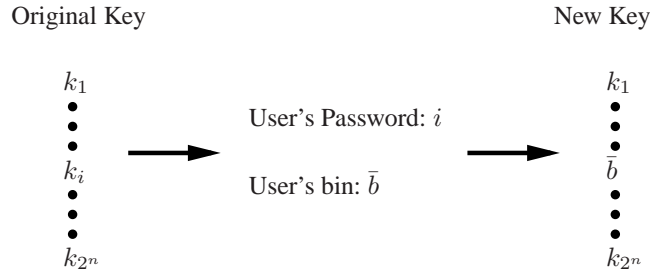 Original Key
New Key
k₁
k₁
User's Password: i
kᵢ
b̄
User's bin: b̄
k₂ⁿ
k₂ⁿ